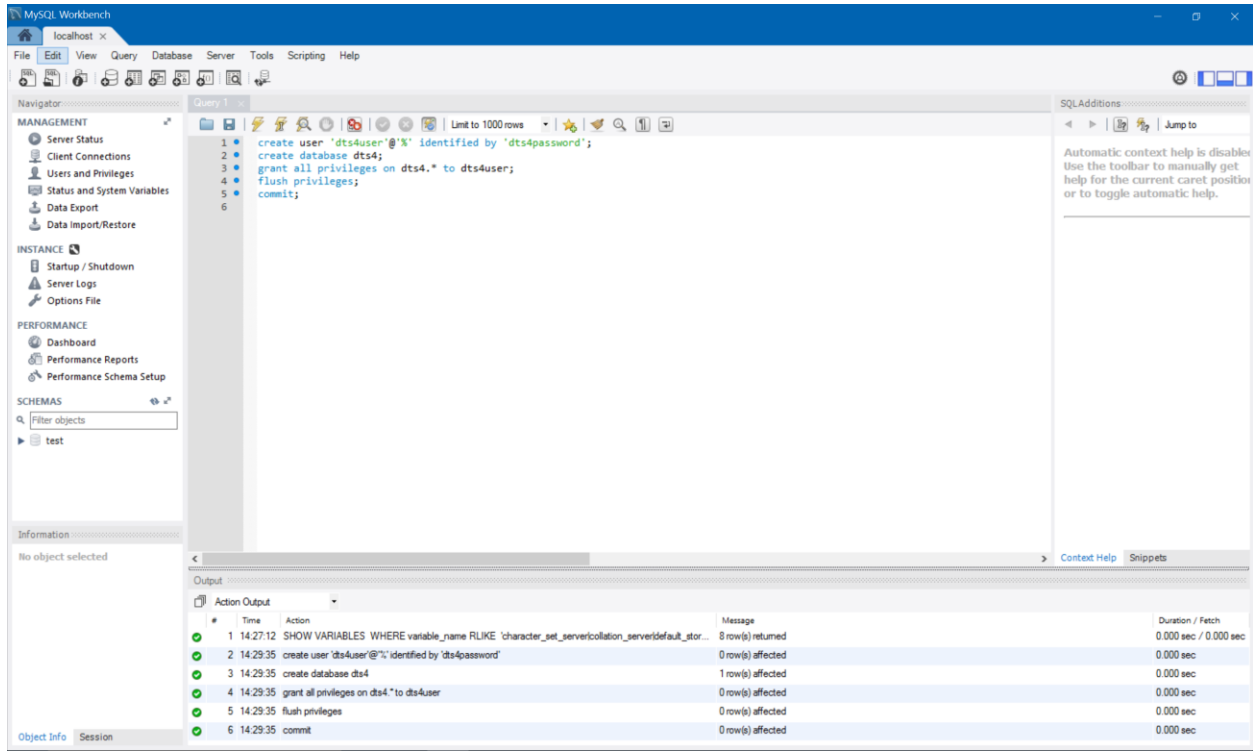 MySQL Workbench
localhost
File Edit View Query Database Server Tools Scripting Help
Navigator
MANAGEMENT
Server Status
Client Connections
Users and Privileges
Status and System Variables
Data Export
Data Import/Restore
INSTANCE
Startup / Shutdown
Server Logs
Options File
PERFORMANCE
Dashboard
Performance Reports
Performance Schema Setup
SCHEMAS
Filter objects
test
Information
No object selected
Object Info Session
Query 1
Limit to 1000 rows
1 create user 'dts4user'@'%' identified by 'dts4password';
2 create database dts4;
3 grant all privileges on dts4.* to dts4user;
4 flush privileges;
5 commit;
6
SQLAdditions
Jump to
Automatic context help is disabled
Use the toolbar to manually get
help for the current caret position
or to toggle automatic help.
Context Help Snippets
Output
Action Output
# Time Action Message Duration / Fetch
1 14:27:12 SHOW VARIABLES WHERE variable_name RLIKE 'character_set_server|collation_server|default_stor... 8 row(s) returned 0.000 sec / 0.000 sec
2 14:29:35 create user 'dts4user'@'%' identified by 'dts4password' 0 row(s) affected 0.000 sec
3 14:29:35 create database dts4 1 row(s) affected 0.000 sec
4 14:29:35 grant all privileges on dts4.* to dts4user 0 row(s) affected 0.000 sec
5 14:29:35 flush privileges 0 row(s) affected 0.000 sec
6 14:29:35 commit 0 row(s) affected 0.000 sec